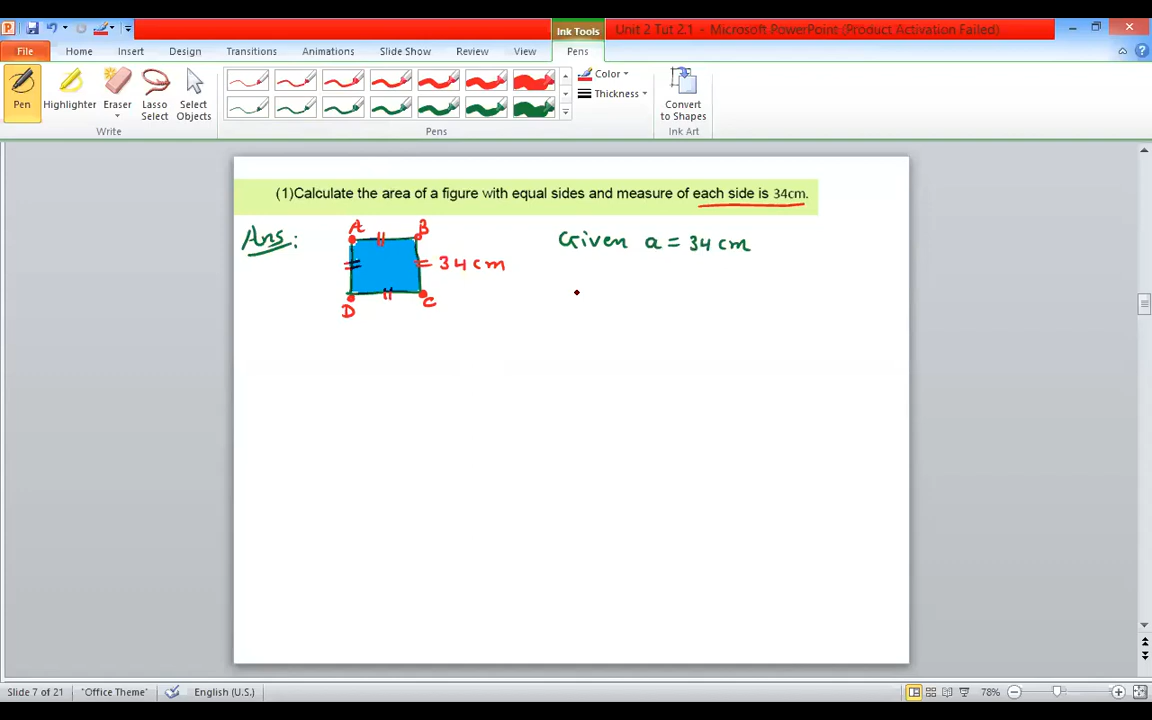 Ink Tools
Unit 2 Tut 2.1 - Microsoft PowerPoint (Product Activation Failed)
File Home Insert Design Transitions Animations Slide Show Review View Pens
Pen
Highlighter
Eraser
Lasso Select
Select Objects
Color
Thickness
Convert to Shapes
Write
Pens
Ink Art
(1)Calculate the area of a figure with equal sides and measure of each side is 34cm.
Ans:
A B
34 cm
D C
Given a = 34 cm
Slide 7 of 21 "Office Theme" English (U.S.) 78%